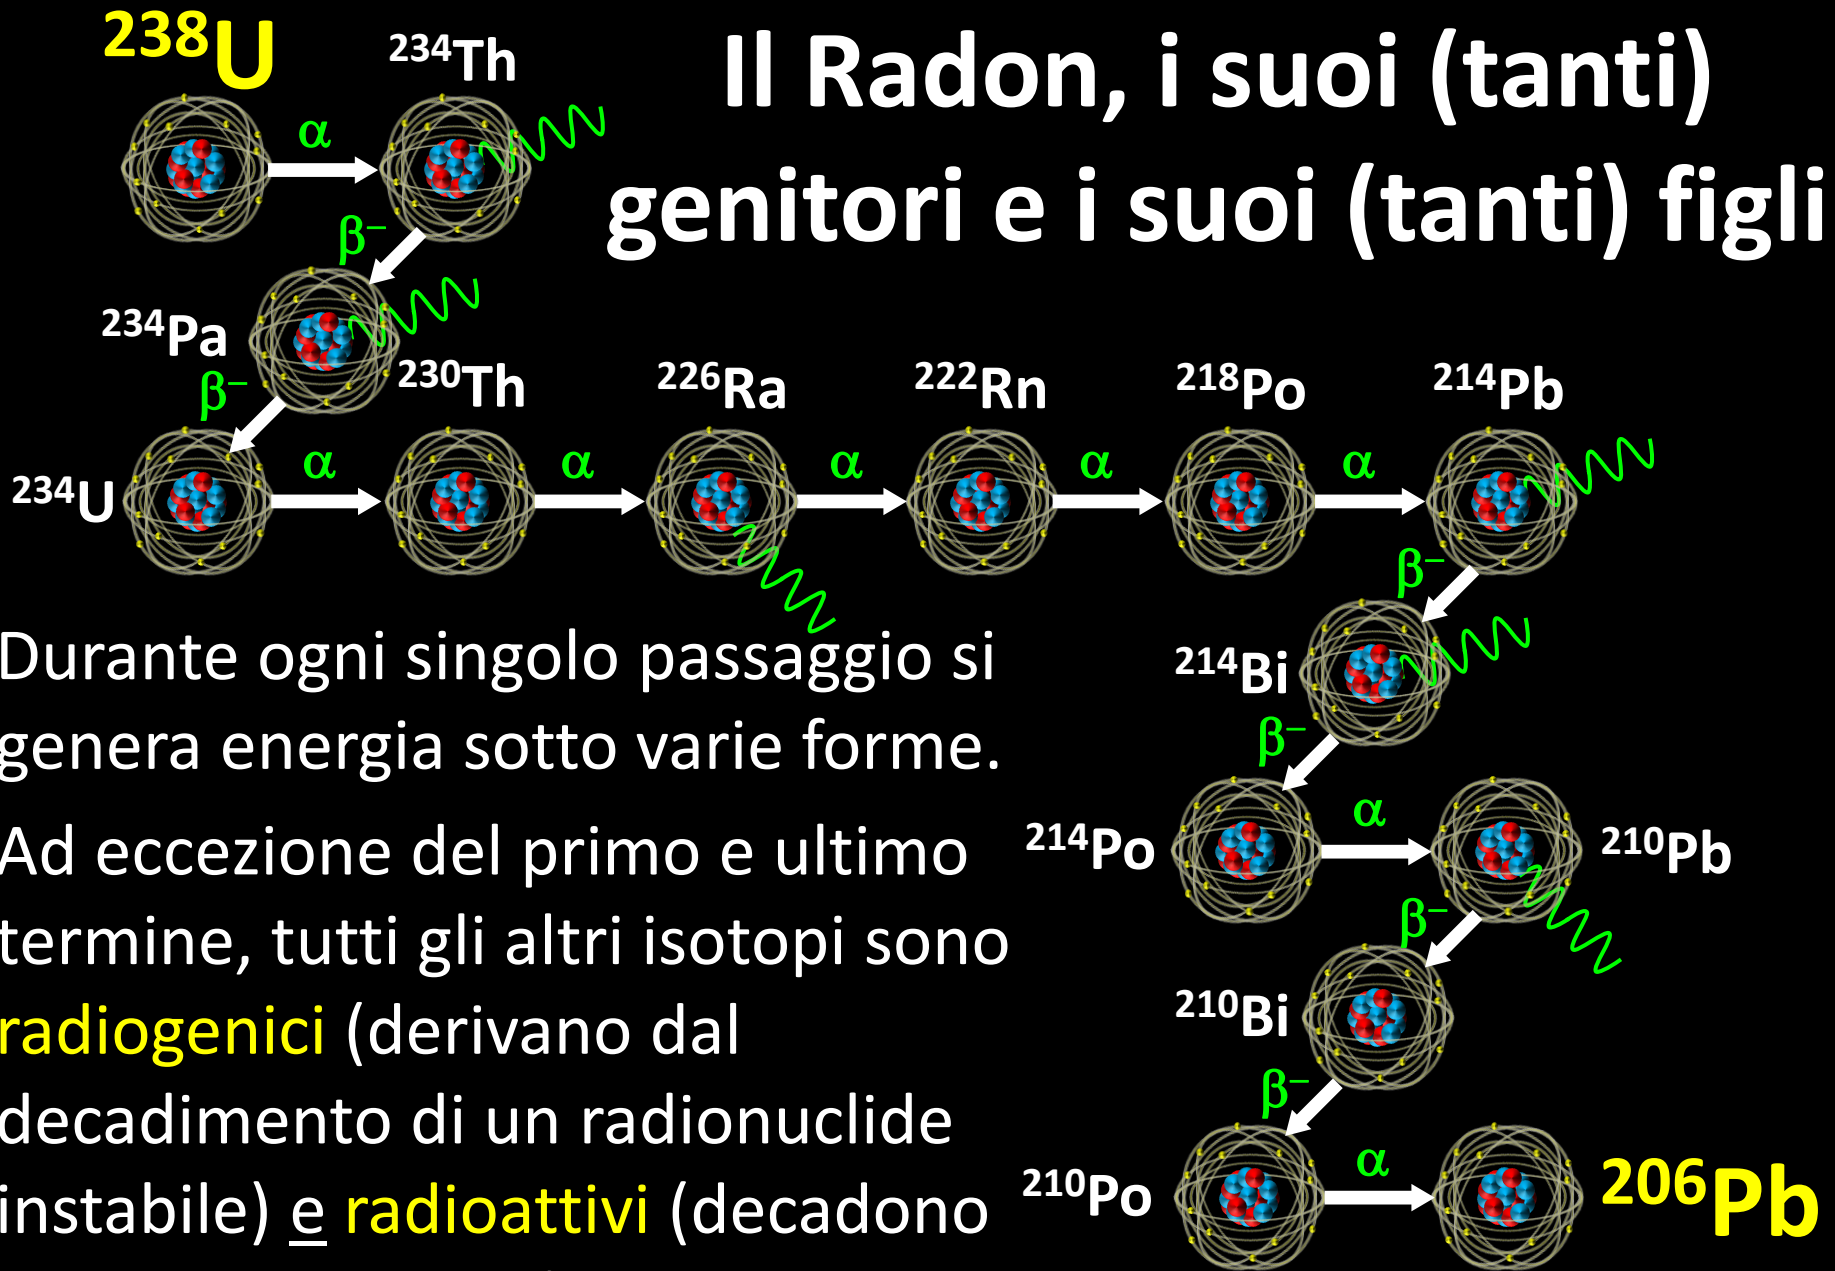 ²³⁸U
²³⁴Th
Il Radon, i suoi (tanti)
genitori e i suoi (tanti) figli
α
β⁻
²³⁴Pa
β⁻
²³⁰Th
²²⁶Ra
²²²Rn
²¹⁸Po
²¹⁴Pb
²³⁴U
α
α
α
α
α
β⁻
Durante ogni singolo passaggio si
genera energia sotto varie forme.
²¹⁴Bi
β⁻
Ad eccezione del primo e ultimo
termine, tutti gli altri isotopi sono
radiogenici (derivano dal
decadimento di un radionuclide
instabile) e radioattivi (decadono
²¹⁴Po
α
²¹⁰Pb
β⁻
²¹⁰Bi
β⁻
²¹⁰Po
α
²⁰⁶Pb